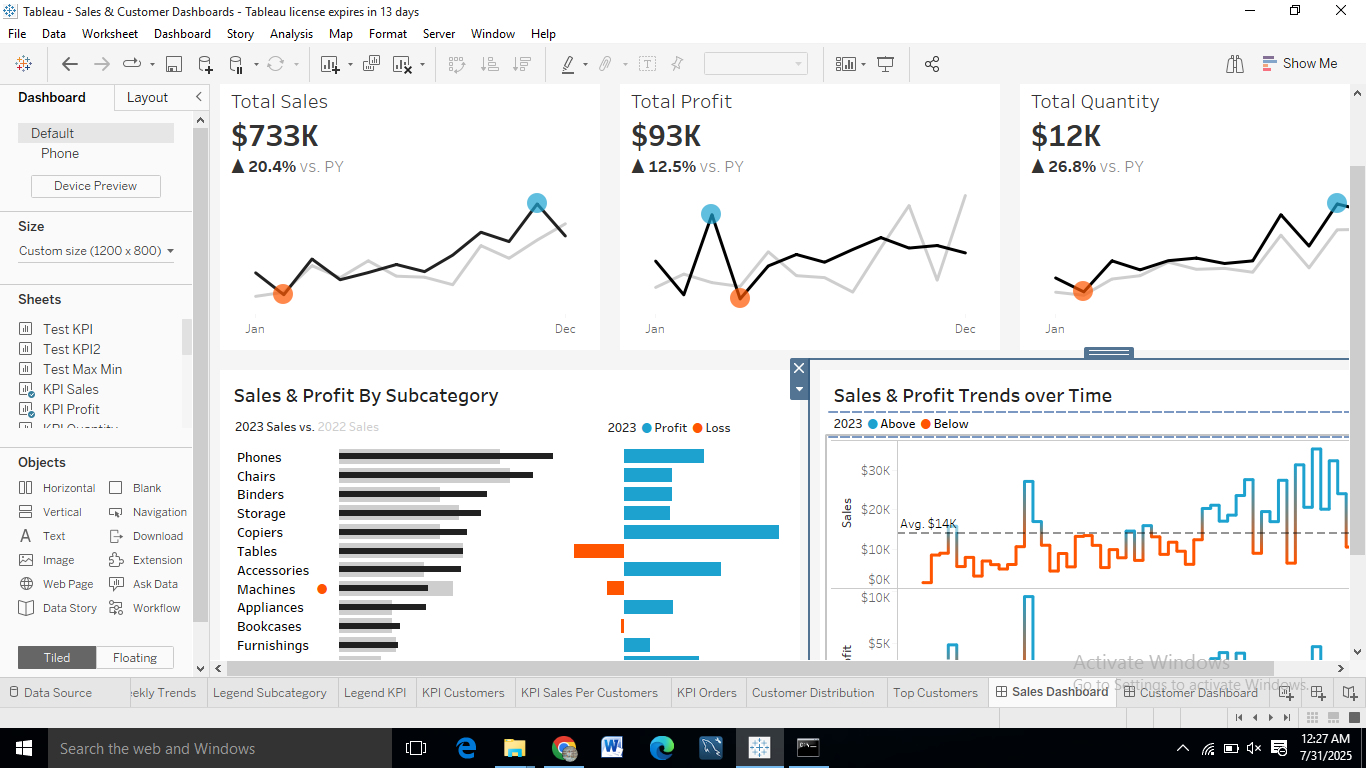 Tableau - Sales & Customer Dashboards - Tableau license expires in 13 days
File Data Worksheet Dashboard Story Analysis Map Format Server Window Help
Show Me
Dashboard Layout
Default
Phone
Device Preview
Size
Custom size (1200 x 800)
Sheets
Test KPI
Test KPI2
Test Max Min
KPI Sales
KPI Profit
KPI Quantity
Objects
Horizontal Blank
Vertical Navigation
Text Download
Image Extension
Web Page Ask Data
Data Story Workflow
Tiled Floating
Total Sales
$733K
▲ 20.4% vs. PY
Jan Dec
Total Profit
$93K
▲ 12.5% vs. PY
Jan Dec
Total Quantity
$12K
▲ 26.8% vs. PY
Jan
Sales & Profit By Subcategory
2023 Sales vs. 2022 Sales
2023 Profit Loss
Phones
Chairs
Binders
Storage
Copiers
Tables
Accessories
Machines
Appliances
Bookcases
Furnishings
Sales & Profit Trends over Time
2023 Above Below
Sales
$30K
$20K
Avg. $14K
$10K
$0K
$10K
$5K
Activate Windows
Go to Settings to activate Windows.
Data Source ekly Trends Legend Subcategory Legend KPI KPI Customers KPI Sales Per Customers KPI Orders Customer Distribution Top Customers Sales Dashboard Customer Dashboard
Search the web and Windows
12:27 AM
7/31/2025